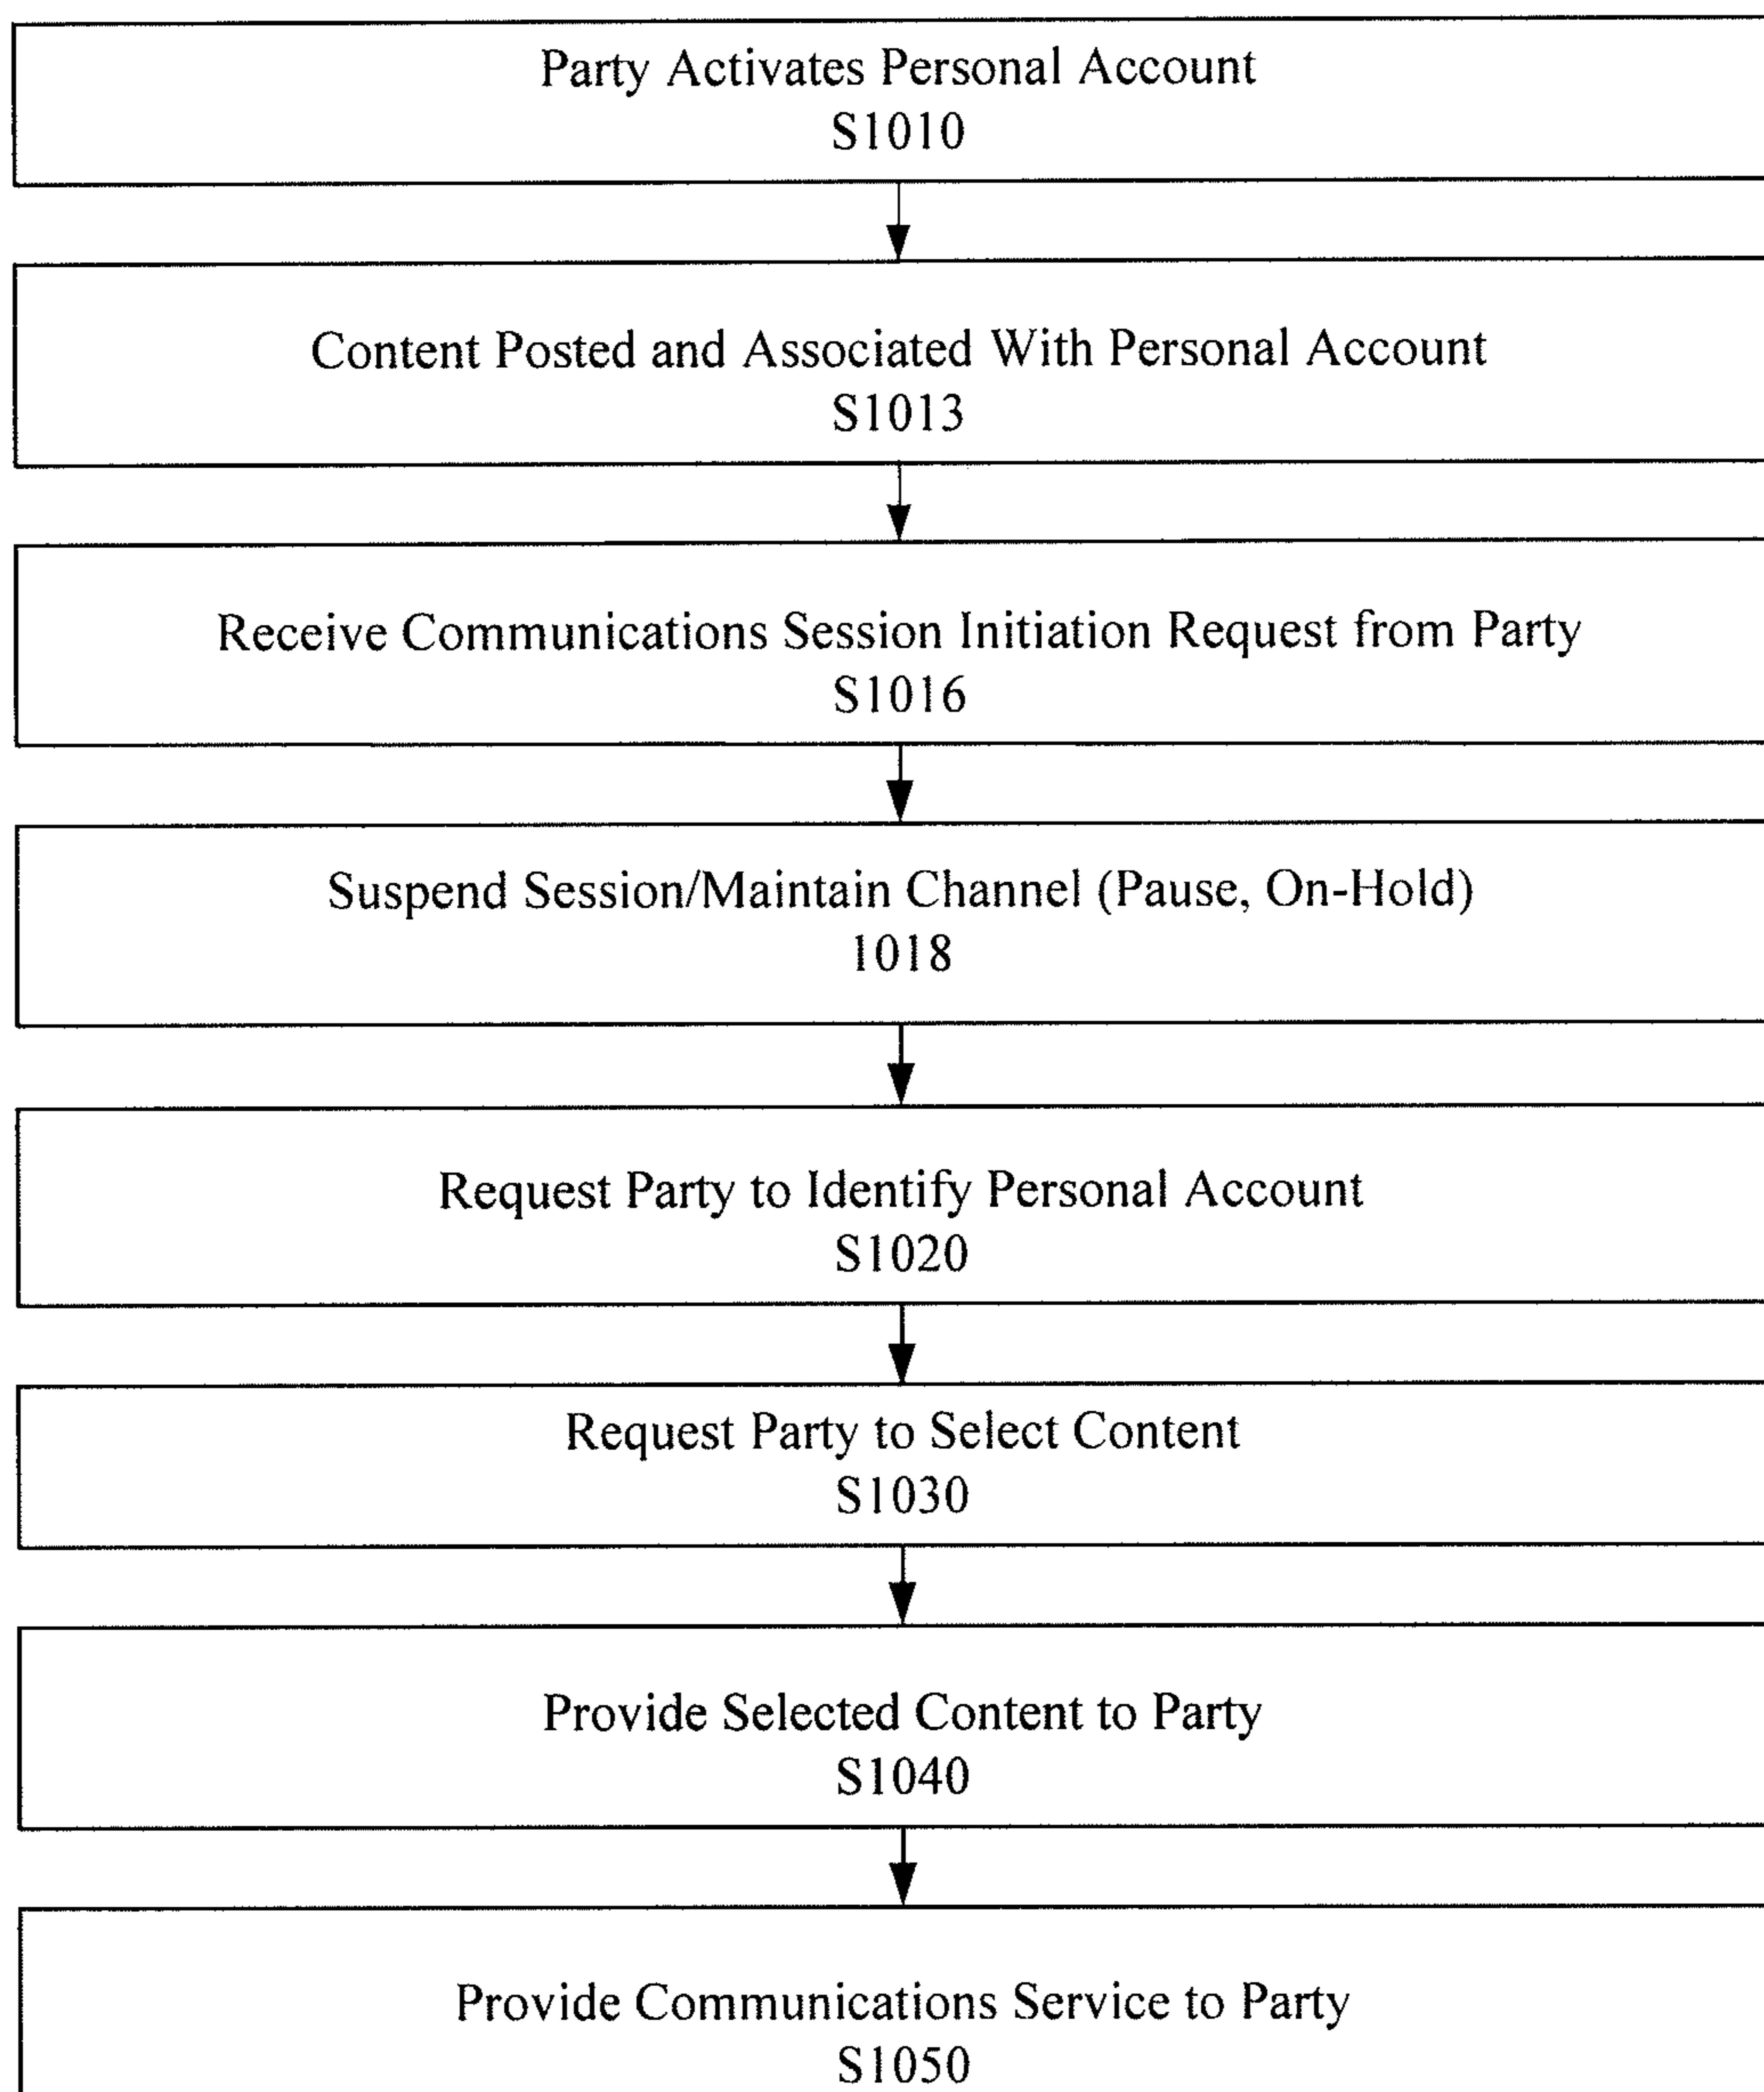 Party Activates Personal Account
S1010
Content Posted and Associated With Personal Account
S1013
Receive Communications Session Initiation Request from Party
S1016
Suspend Session/Maintain Channel (Pause, On-Hold)
1018
Request Party to Identify Personal Account
S1020
Request Party to Select Content
S1030
Provide Selected Content to Party
S1040
Provide Communications Service to Party
S1050